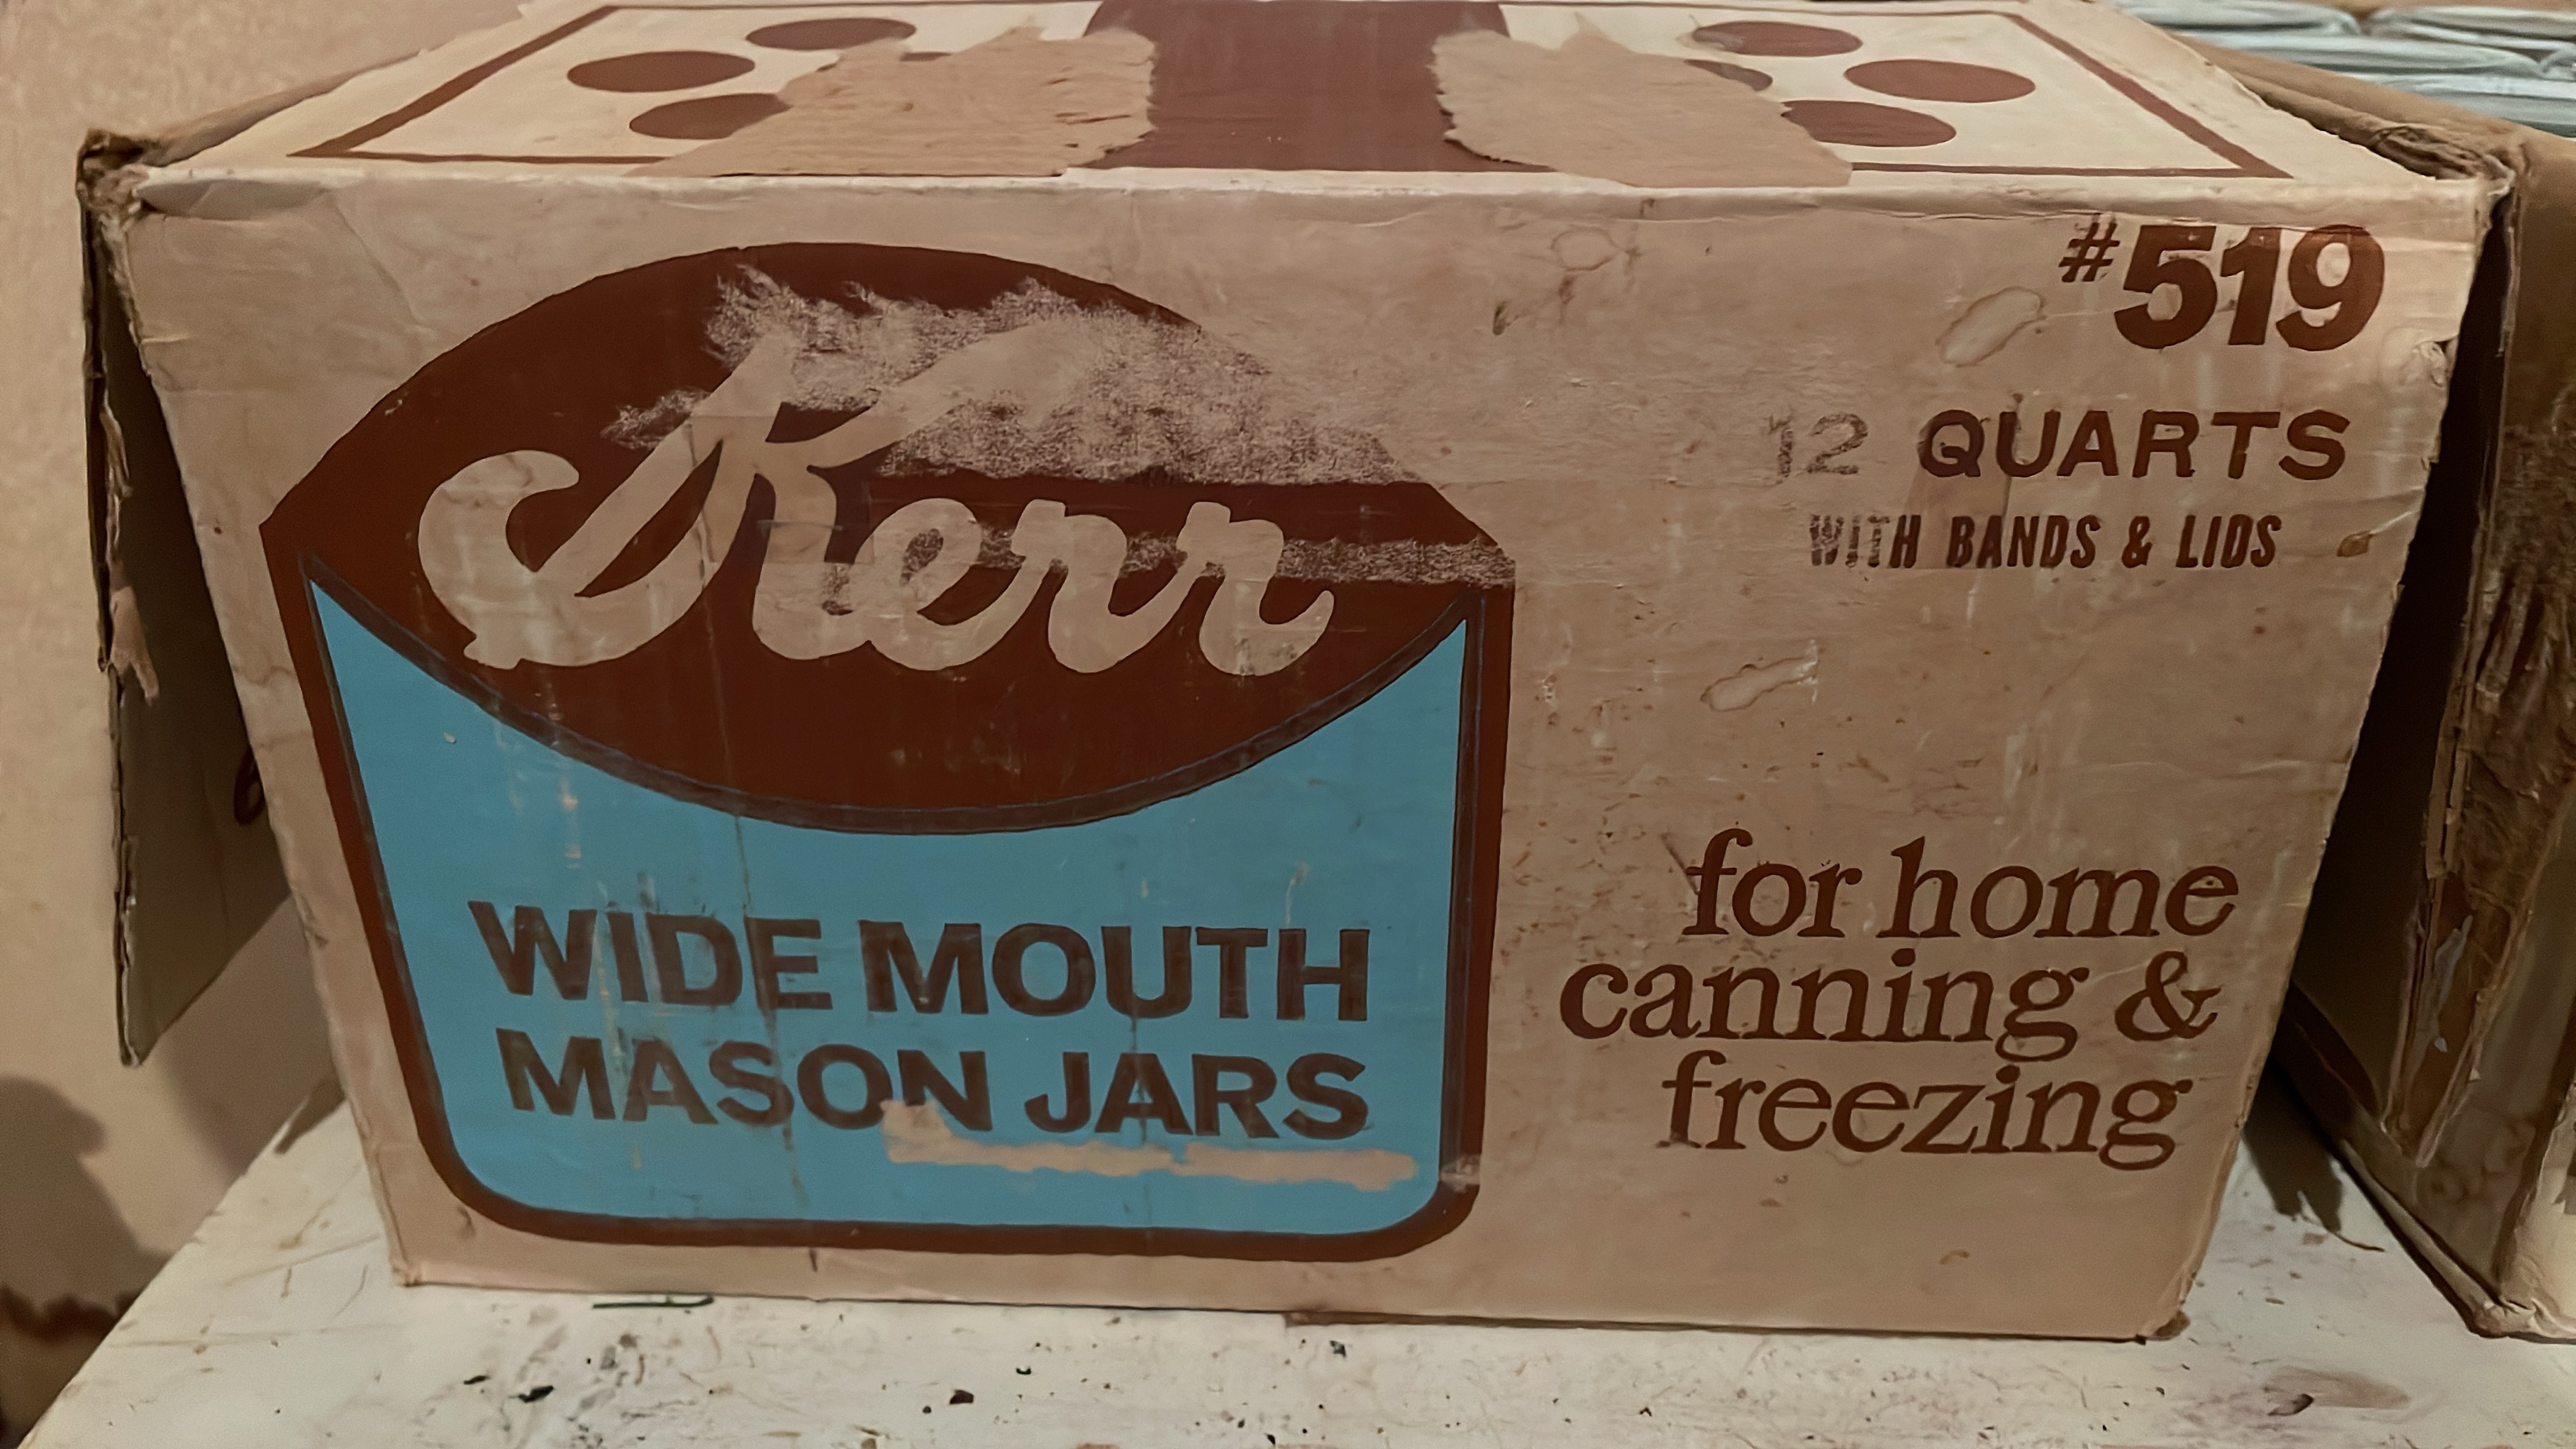 Kerr
WIDE MOUTH
MASON JARS
#519
12 QUARTS
WITH BANDS & LIDS
for home
canning &
freezing